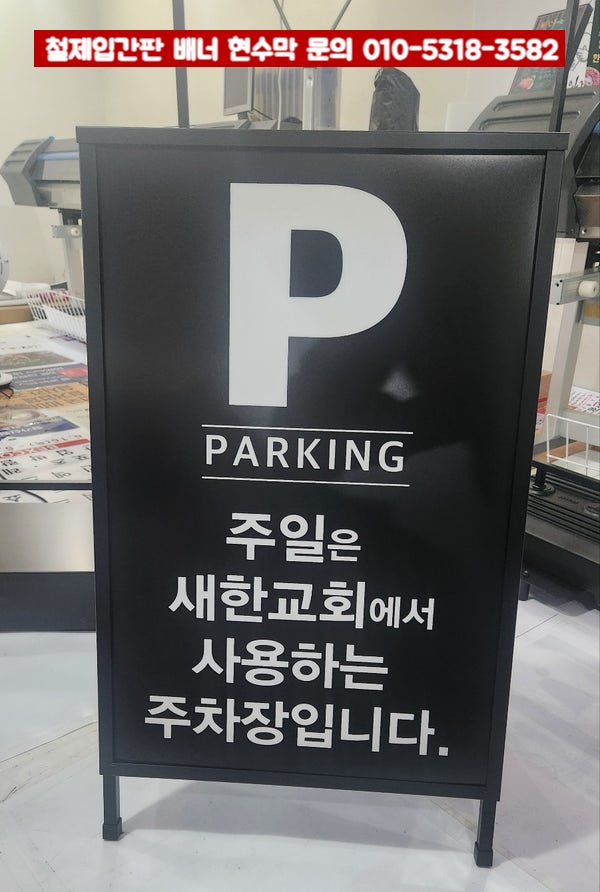 철제입간판 배너 현수막 문의 010-5318-3582
P
PARKING
주일은
새한교회에서
사용하는
주차장입니다.